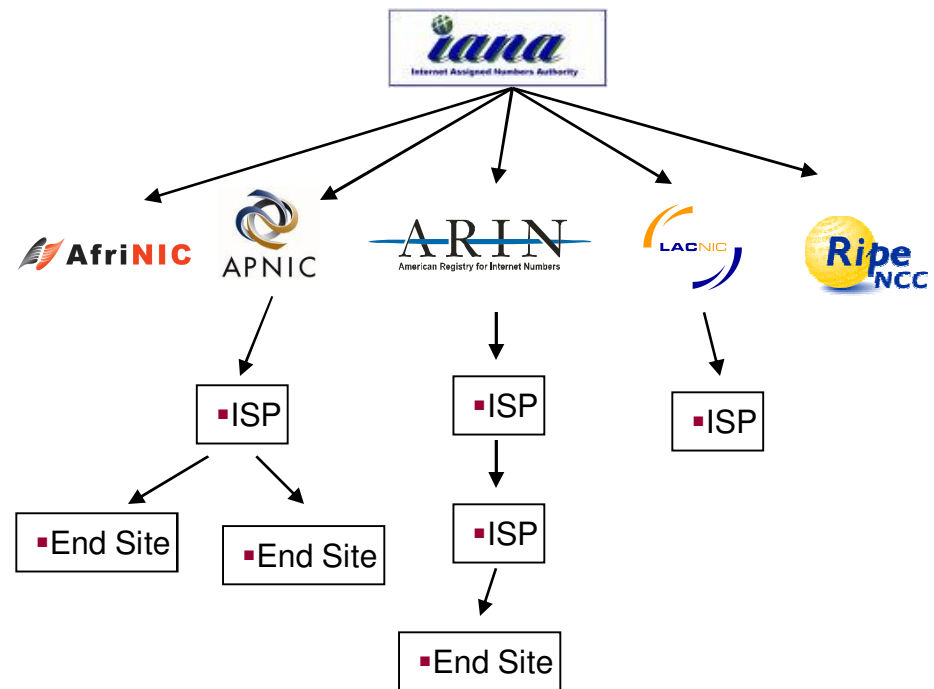 iana
Internet Assigned Numbers Authority
AfriNIC
APNIC
ARIN
American Registry for Internet Numbers
LACNIC
Ripe
NCC
▪ISP
▪ISP
▪ISP
▪End Site
▪End Site
▪ISP
▪End Site